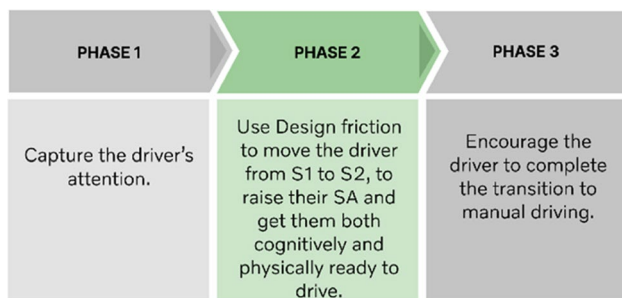 PHASE 1
PHASE 2
PHASE 3
Capture the driver's
attention.
Use Design friction
to move the driver
from S1 to S2, to
raise their SA and
get them both
cognitively and
physically ready to
drive.
Encourage the
driver to complete
the transition to
manual driving.